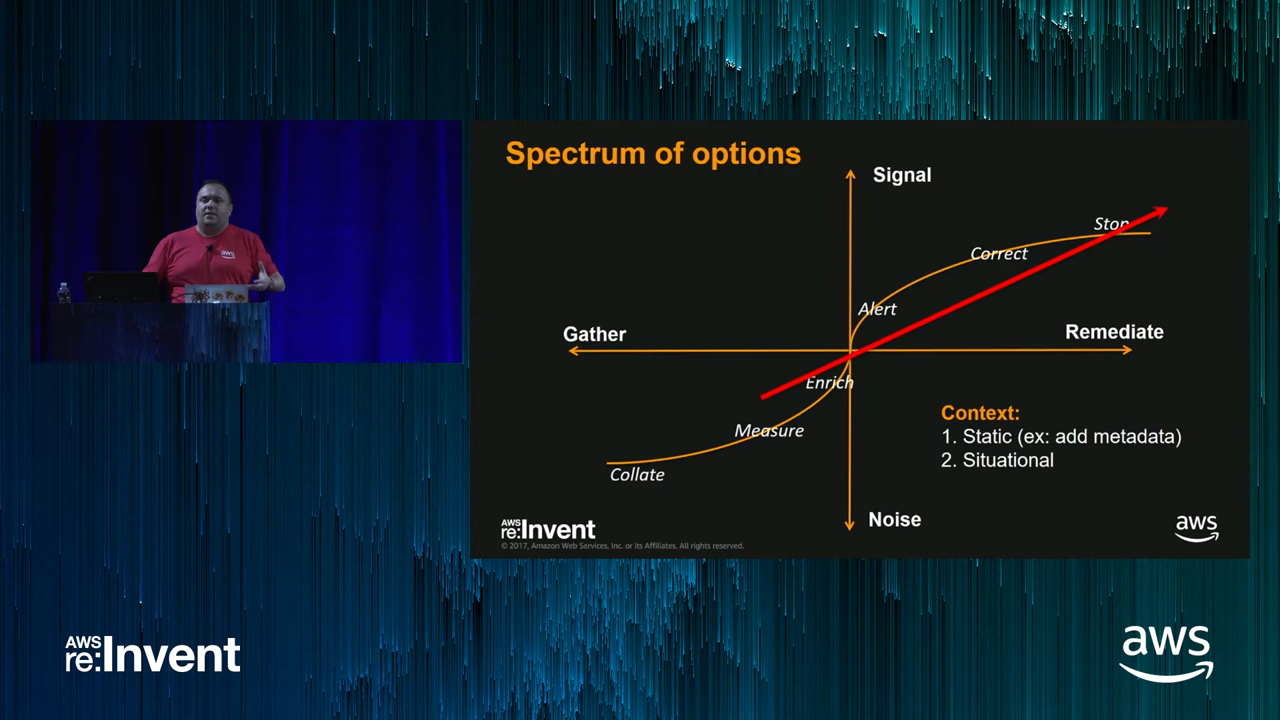 Spectrum of options
Signal
Stop
Correct
Alert
Gather
Remediate
Enrich
Measure
Collate
Context:
1. Static (ex: add metadata)
2. Situational
Noise
AWS
re:Invent
© 2017, Amazon Web Services, Inc. or its Affiliates. All rights reserved.
aws
aws
AWS
re:Invent
aws